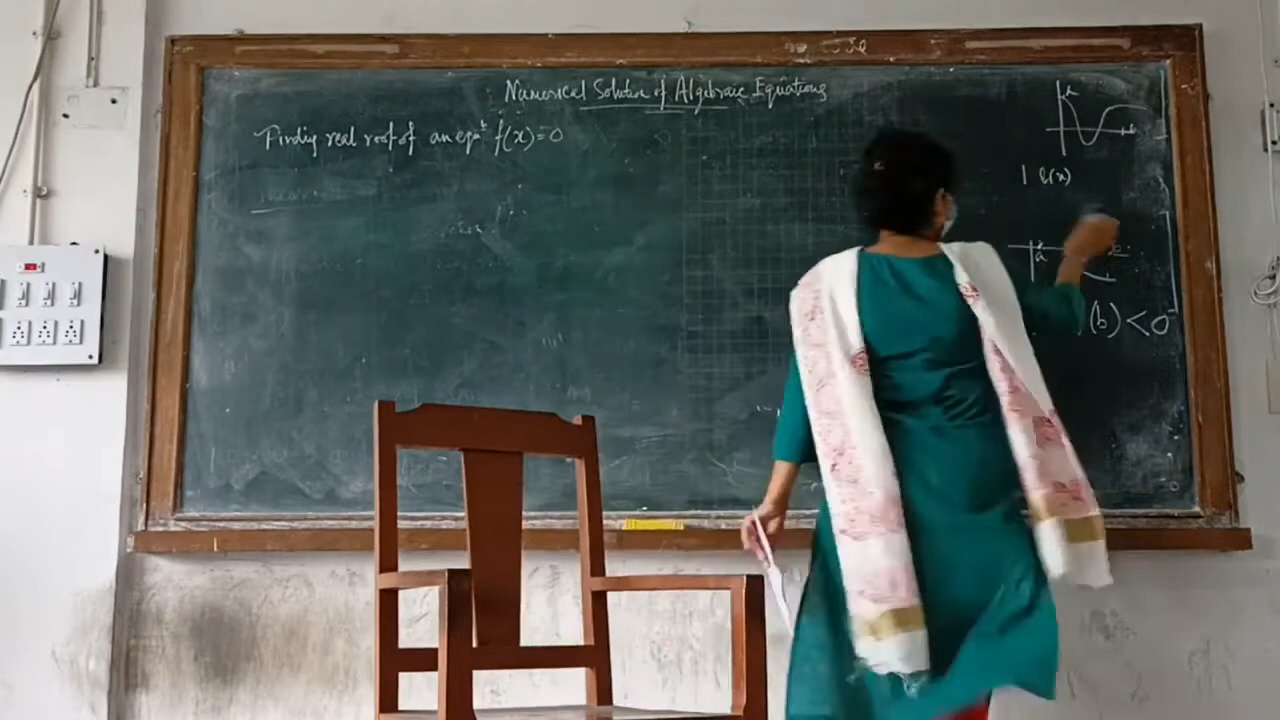 Numerical Solution of Algebraic Equations
Finding real root of an eqn f(x)=0
(b) < 0
a
b